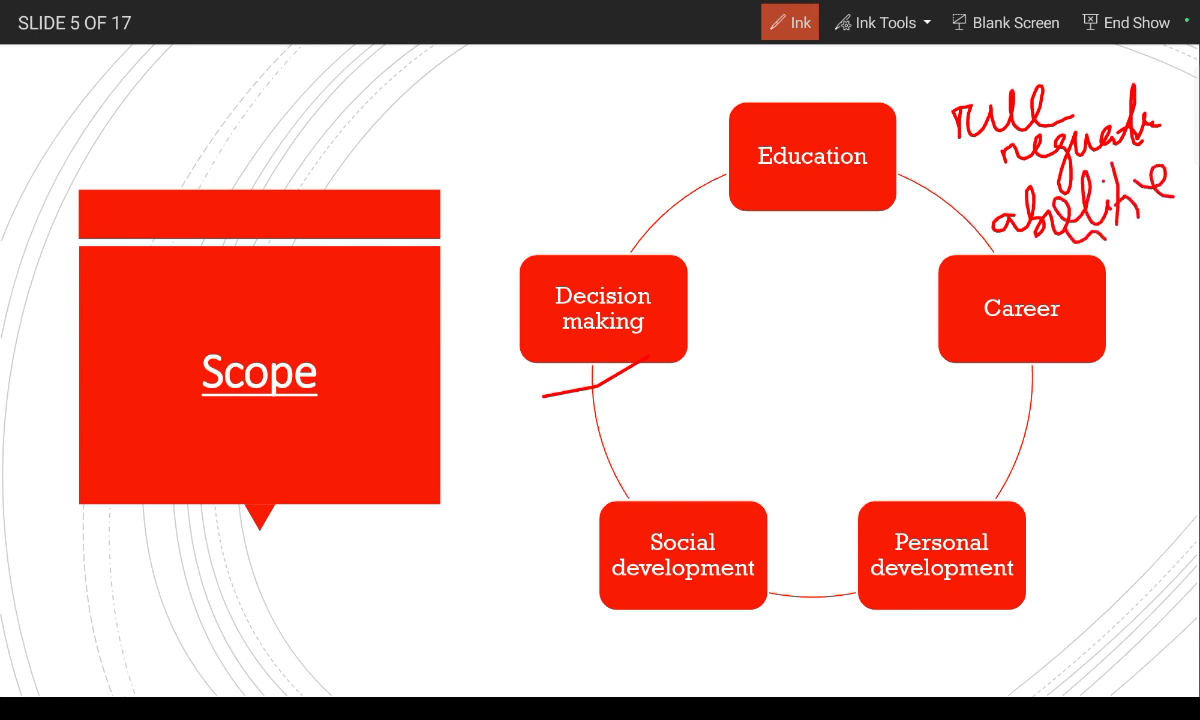 SLIDE 5 OF 17
Ink
Ink Tools
Blank Screen
End Show
Scope
Education
Career
Personal
development
Social
development
Decision
making